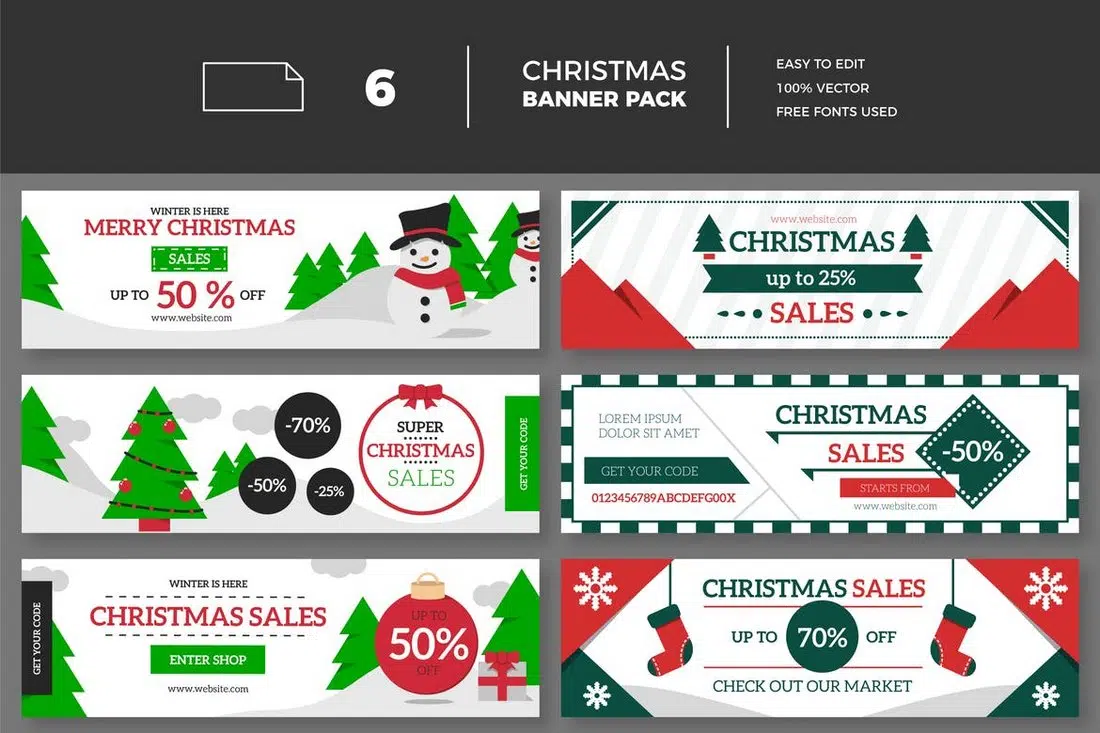 6
CHRISTMAS
BANNER PACK
EASY TO EDIT
100% VECTOR
FREE FONTS USED
WINTER IS HERE
MERRY CHRISTMAS
SALES
UP TO 50 % OFF
www.website.com
www.website.com
CHRISTMAS
up to 25%
SALES
-70%
-50%
-25%
SUPER
CHRISTMAS
SALES
GET YOUR CODE
LOREM IPSUM
DOLOR SIT AMET
GET YOUR CODE
0123456789ABCDEFG00X
CHRISTMAS
SALES
-50%
STARTS FROM
www.website.com
GET YOUR CODE
WINTER IS HERE
CHRISTMAS SALES
ENTER SHOP
www.website.com
UP TO
50%
OFF
CHRISTMAS SALES
UP TO 70% OFF
CHECK OUT OUR MARKET